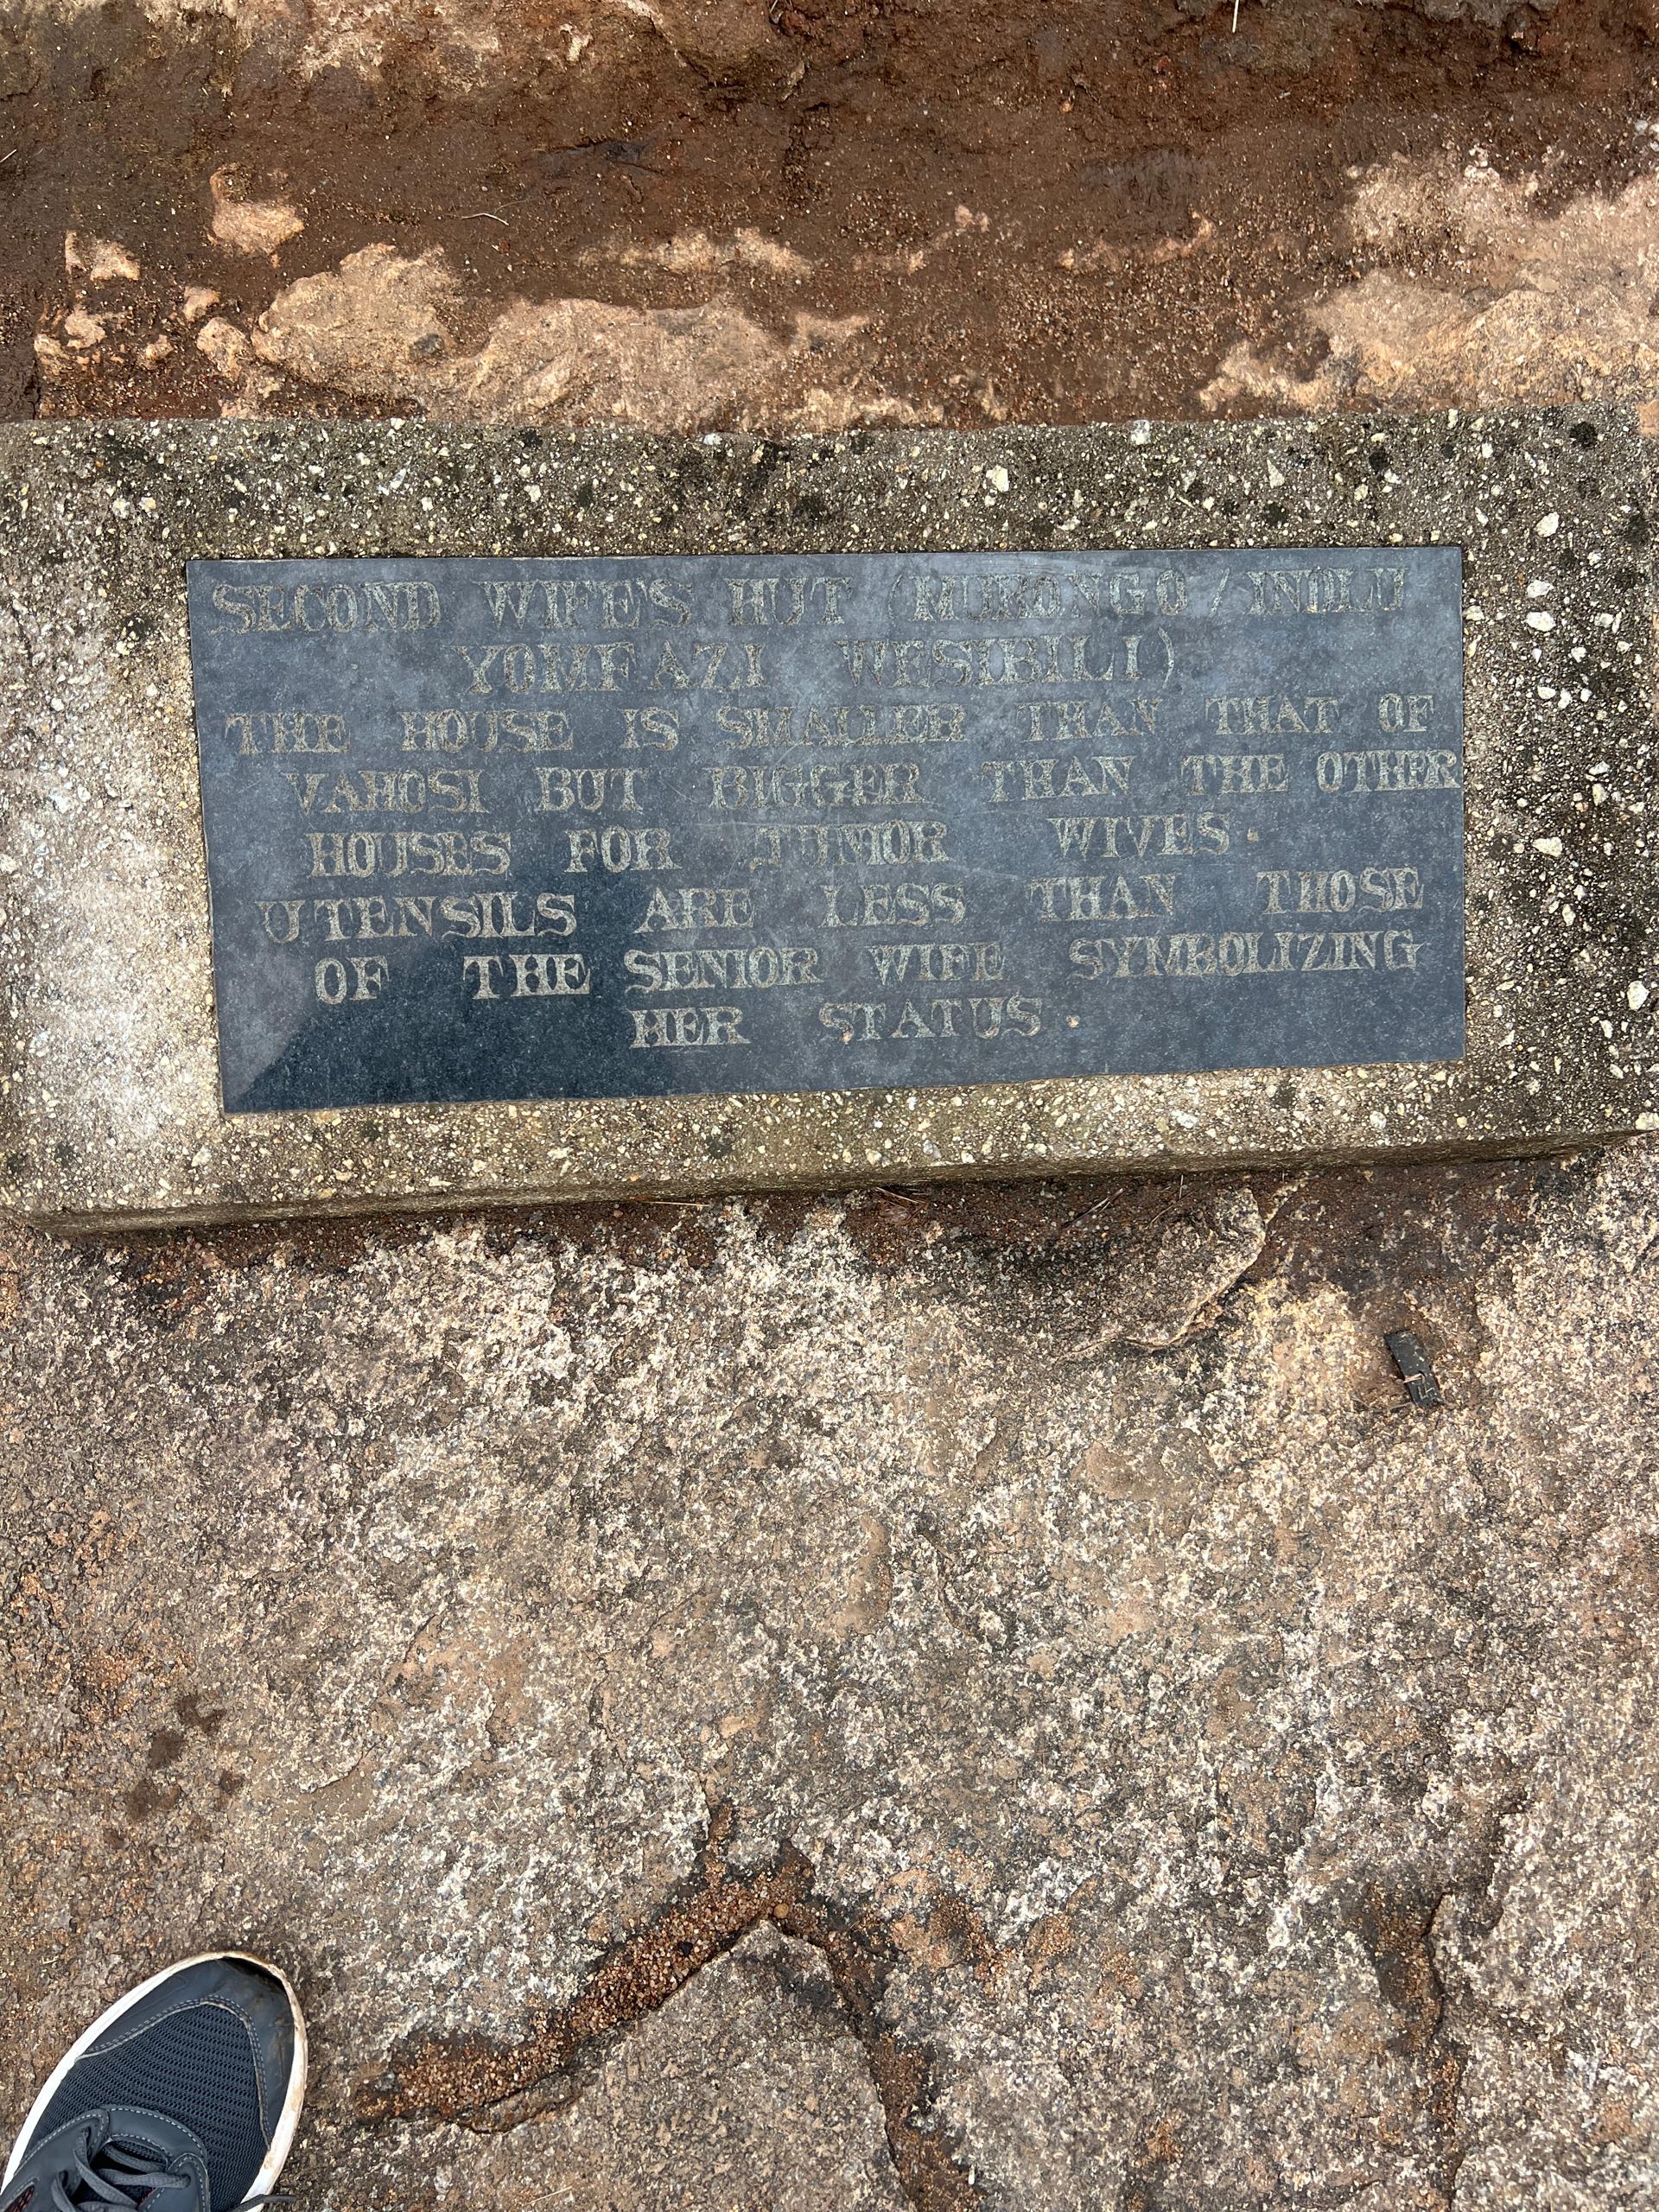 SECOND WIFE'S HUT (MUKONGO / INDLU
YOMFAZI WESIBILI)
THE HOUSE IS SMALLER THAN THAT OF
VAHOSI BUT BIGGER THAN THE OTHER
HOUSES FOR JUNIOR WIVES.
UTENSILS ARE LESS THAN THOSE
OF THE SENIOR WIFE SYMBOLIZING
HER STATUS.